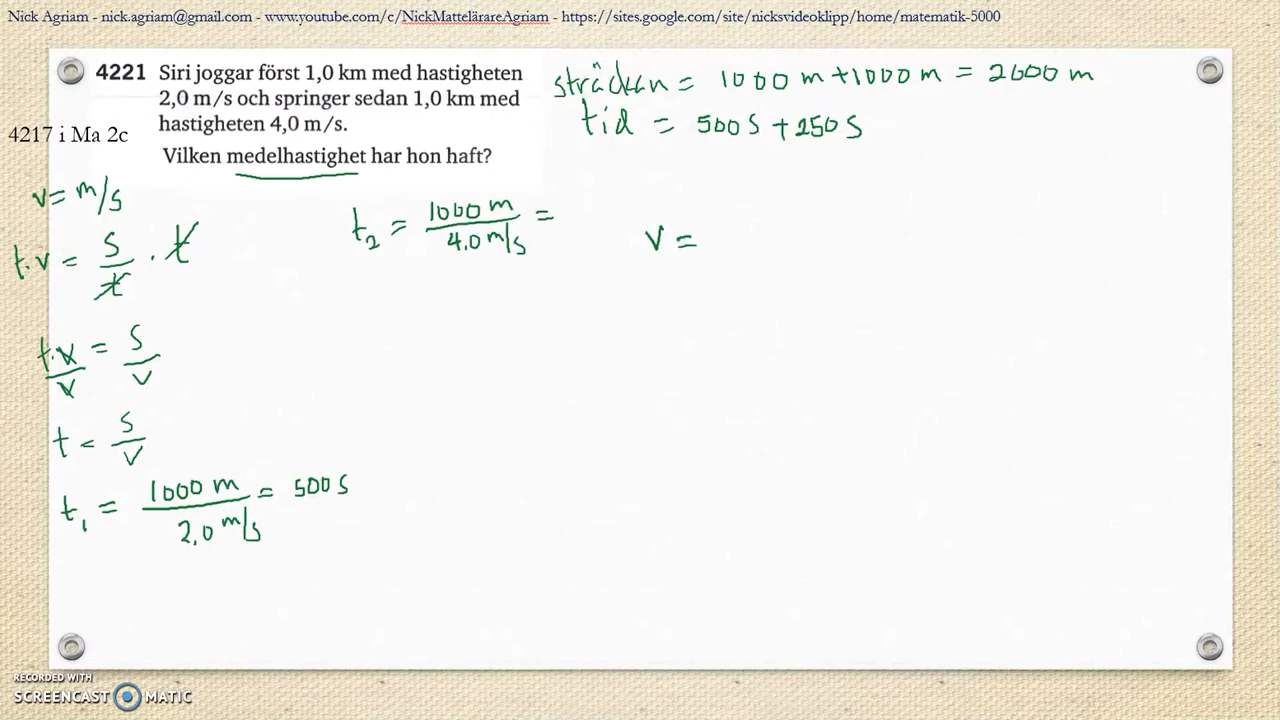 Nick Agriam - nick.agriam@gmail.com - www.youtube.com/c/NickMattelärareAgriam - https://sites.google.com/site/nicksvideoklipp/home/matematik-5000
4221 Siri joggar först 1,0 km med hastigheten
2,0 m/s och springer sedan 1,0 km med
hastigheten 4,0 m/s.
Vilken medelhastighet har hon haft?
4217 i Ma 2c
sträckan = 1000 m + 1000 m = 2000 m
tid = 500 s + 250 s
v = m/s
t·v = s/t · t
t·v/v = s/v
t = s/v
t₁ = 1000 m / 2,0 m/s = 500 s
t₂ = 1000 m / 4,0 m/s =
v =
RECORDED WITH
SCREENCAST MATIC